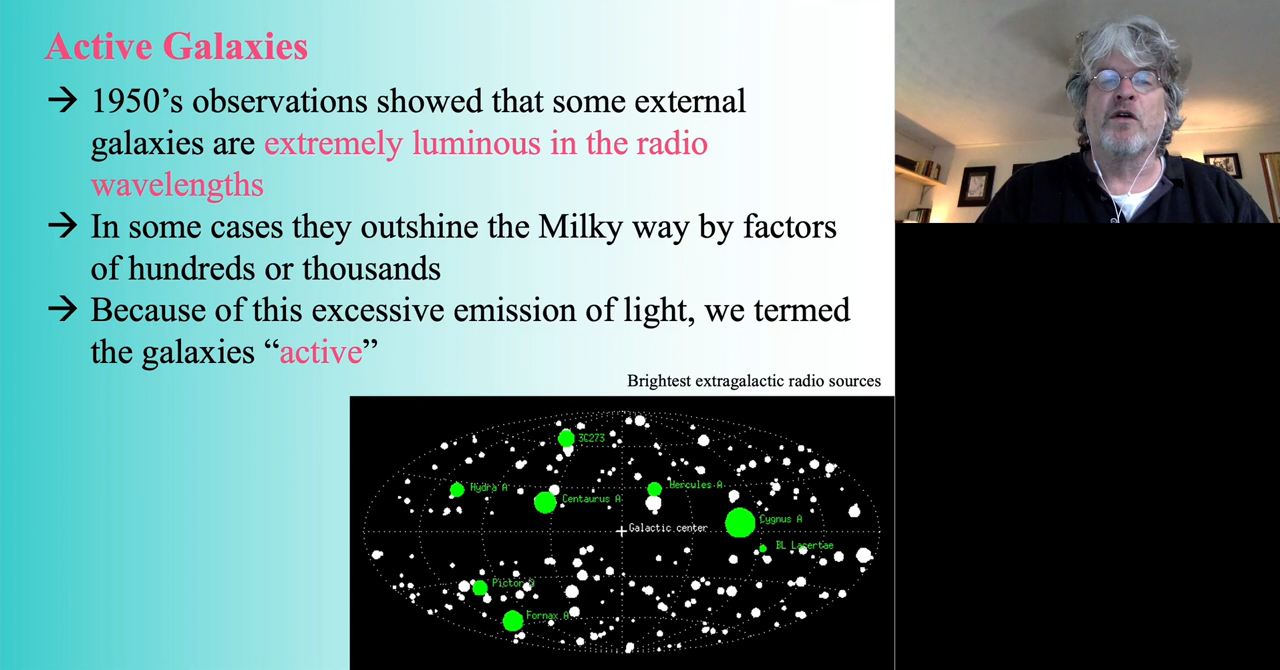 Active Galaxies
→ 1950’s observations showed that some external
galaxies are extremely luminous in the radio
wavelengths
→ In some cases they outshine the Milky way by factors
of hundreds or thousands
→ Because of this excessive emission of light, we termed
the galaxies “active”
Brightest extragalactic radio sources
3C273
Hydra A
Hercules A
Centaurus A
Cygnus A
Galactic center
BL Lacertae
Pictor A
Fornax A